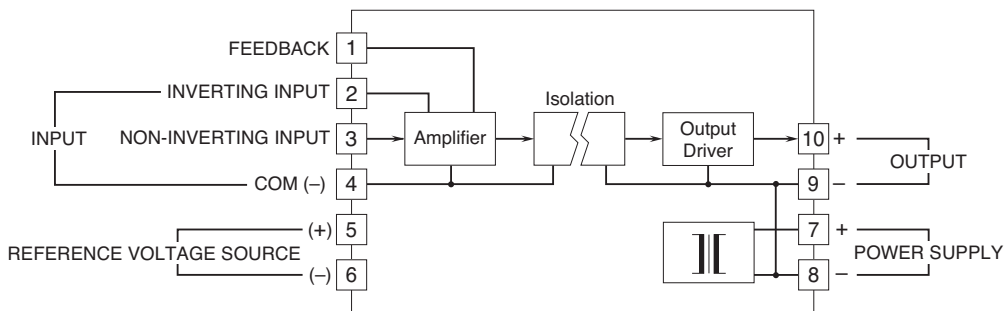 FEEDBACK 1
INVERTING INPUT 2
Isolation
INPUT
NON-INVERTING INPUT 3
Amplifier
Output
Driver
10 +
OUTPUT
COM (–) 4
9 –
(+) 5
7 +
REFERENCE VOLTAGE SOURCE
POWER SUPPLY
(–) 6
8 –